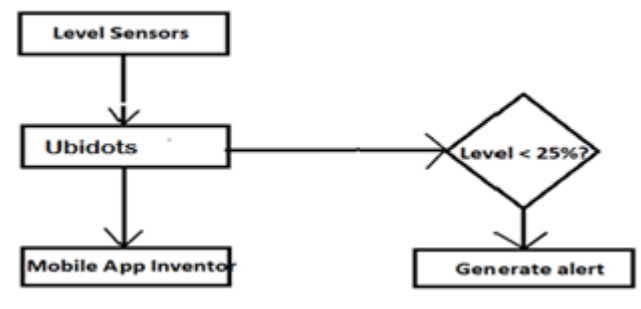 Level Sensors
Ubidots
Level < 25%?
Mobile App Inventor
Generate alert